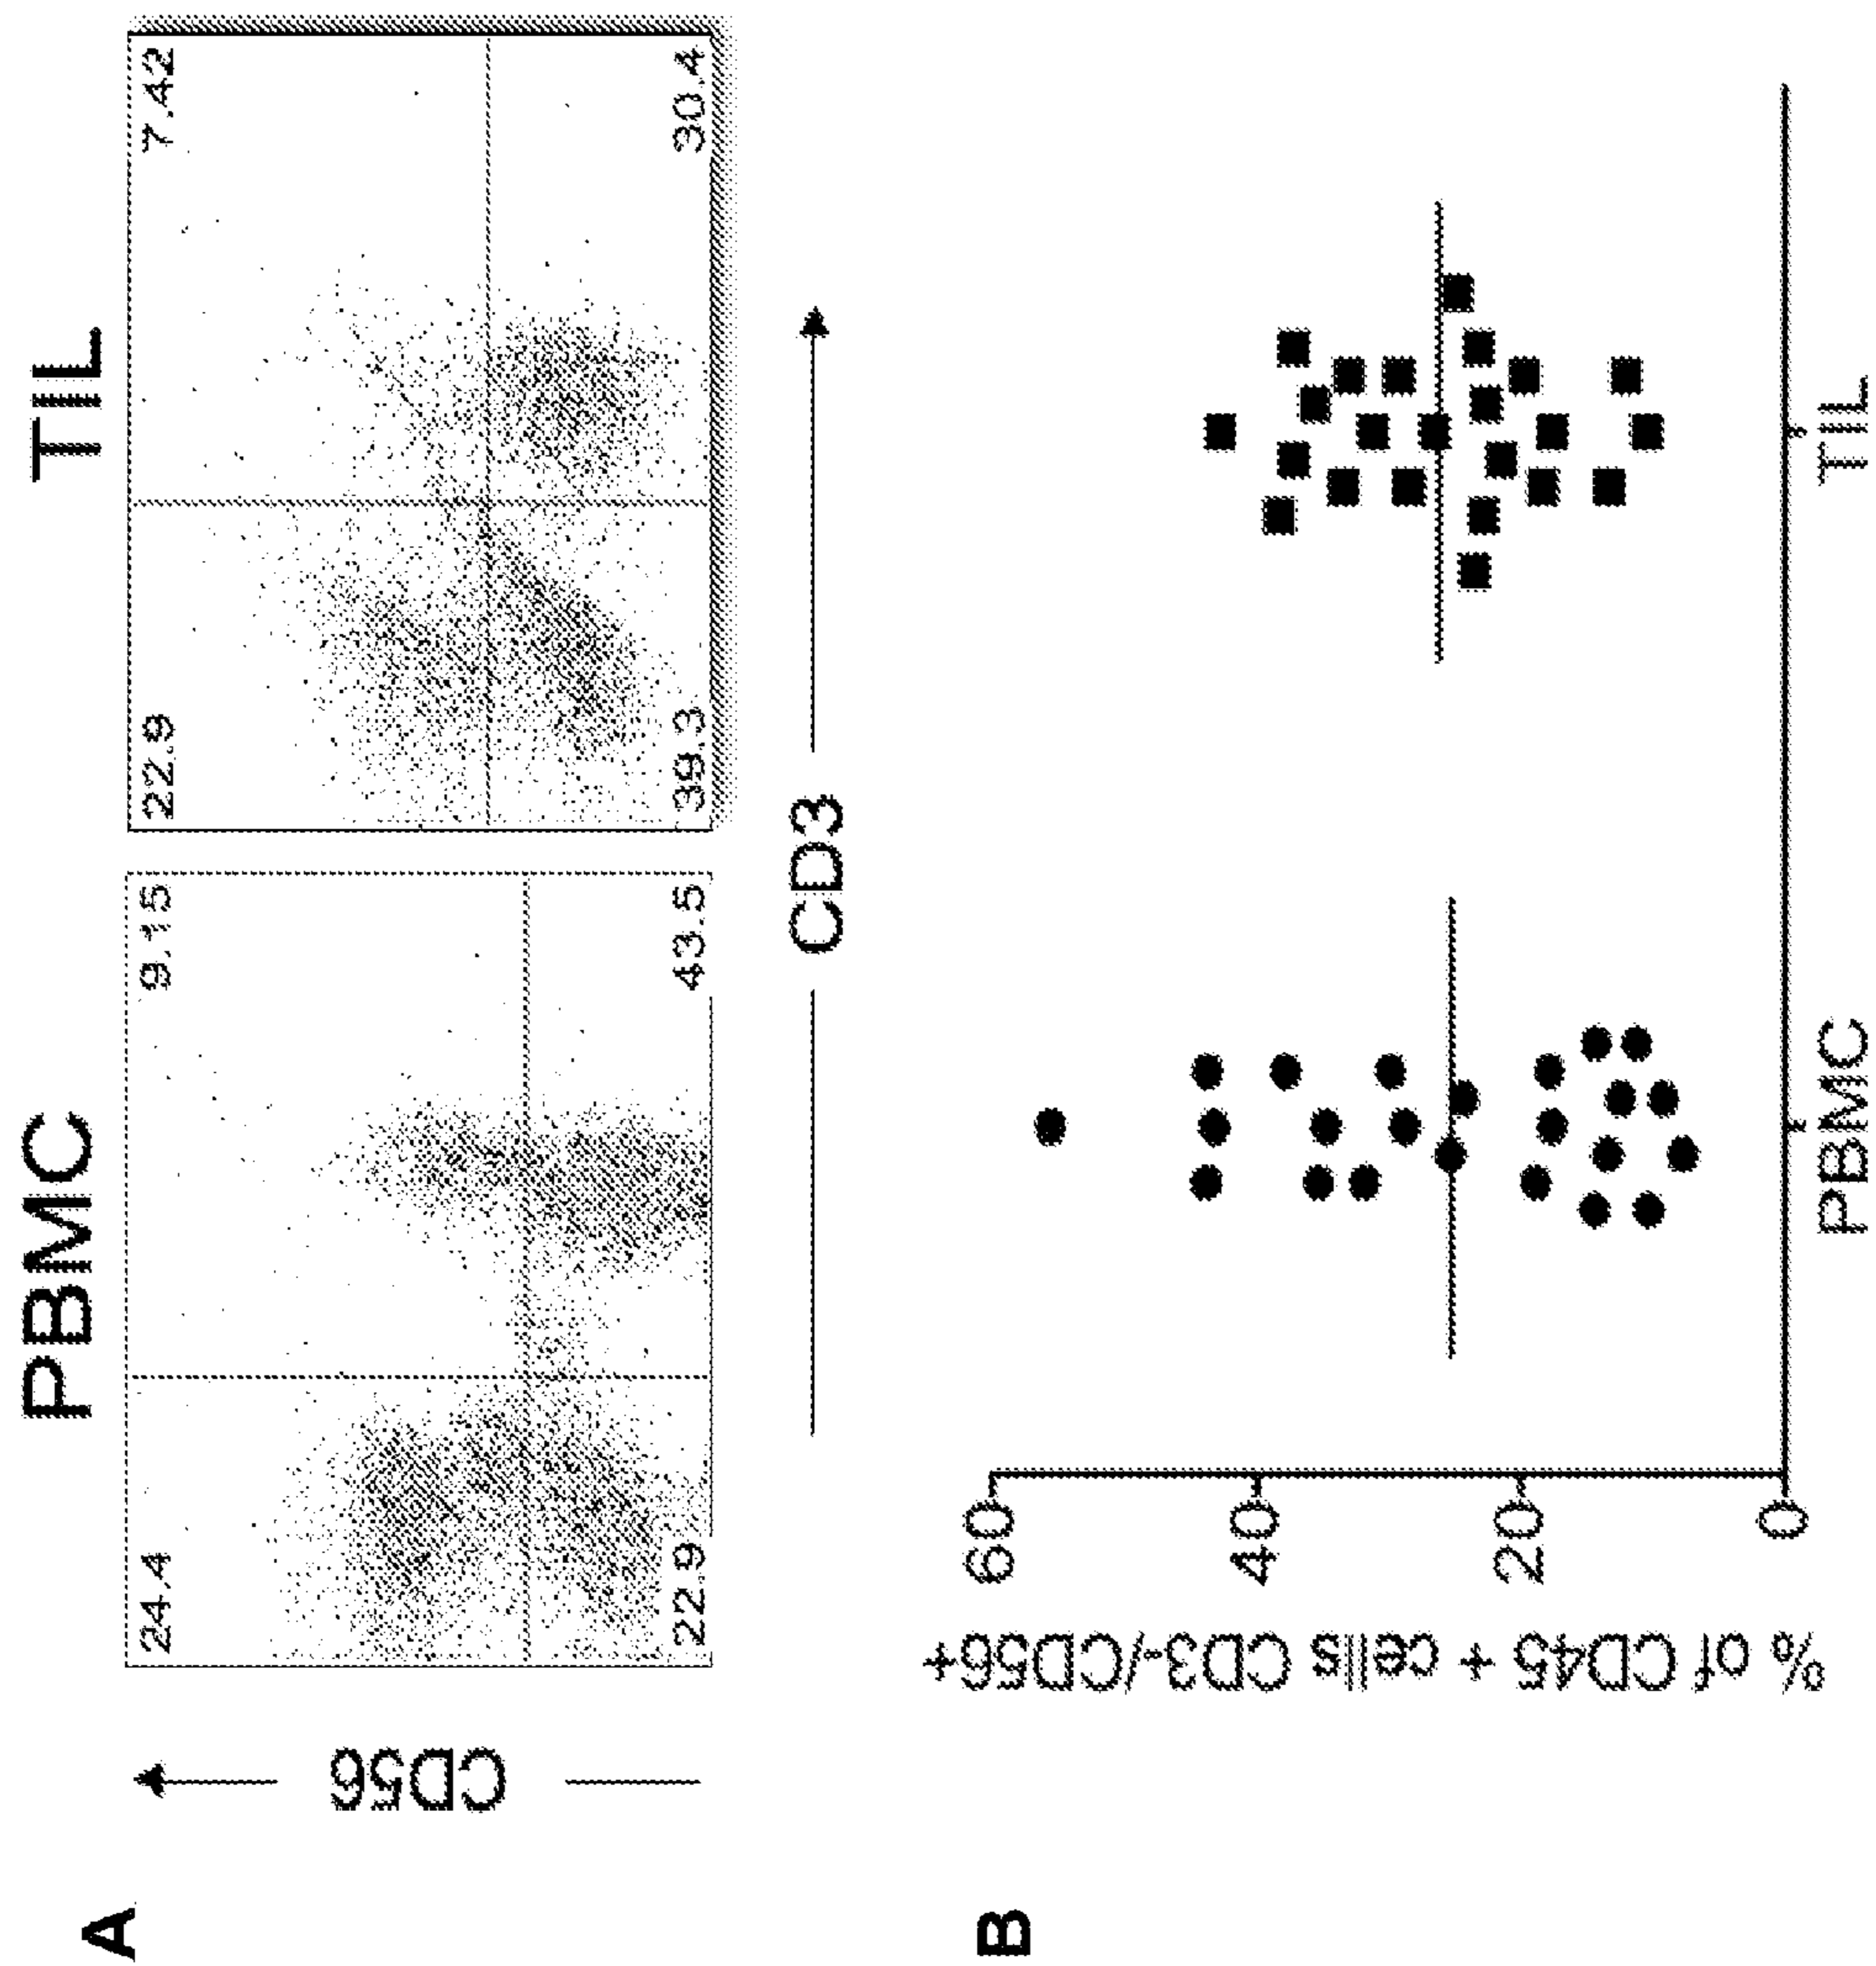 A
PBMC
TIL
24.4
9.15
22.9
43.5
22.9
7.42
39.3
30.4
CD56
CD3
B
% of CD45 + cells CD3-/CD56+
60
40
20
0
PBMC
TIL